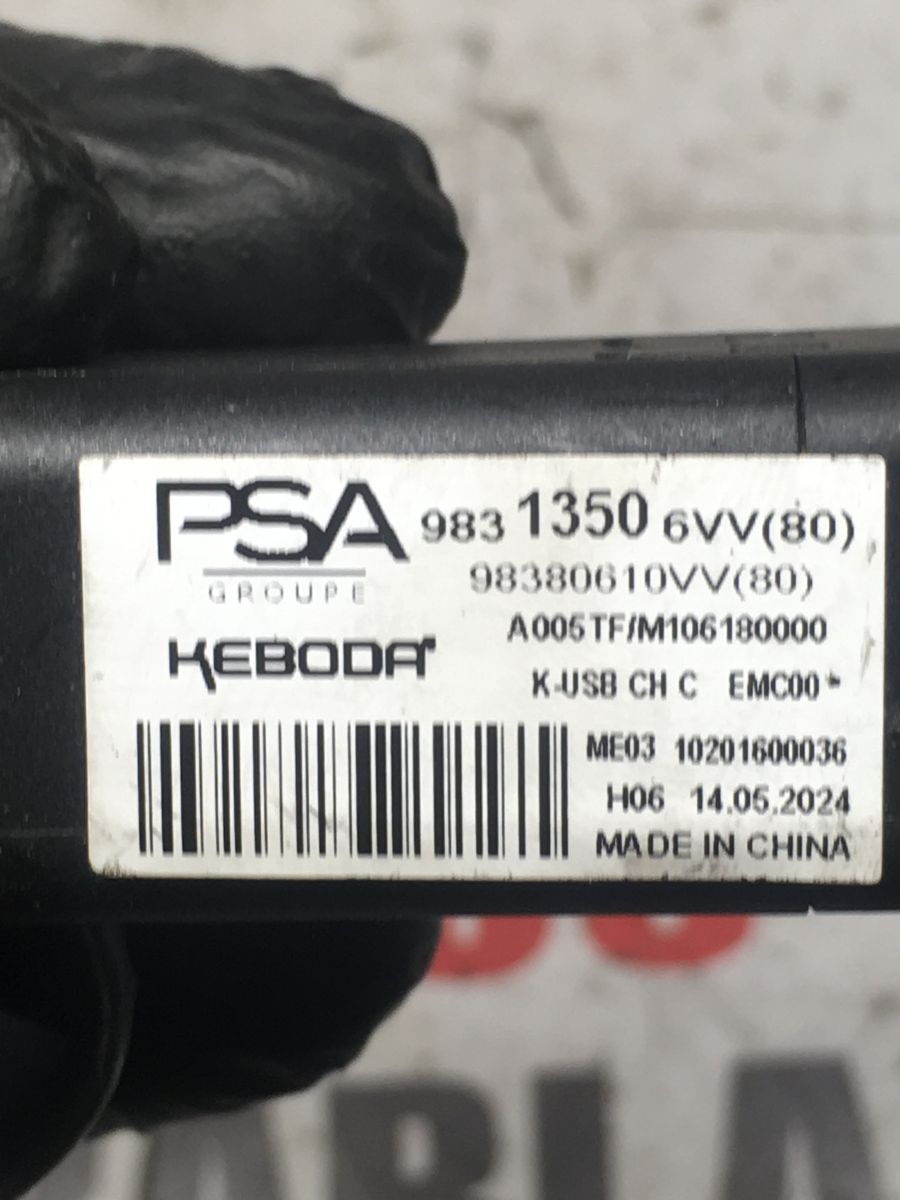 PSA 9831 1350 6VV(80)
GROUPE 98380610VV(80)
A005TF/M106180000
KEBODA
K-USB CH C EMC00*
ME03 10201600036
H06 14.05.2024
MADE IN CHINA